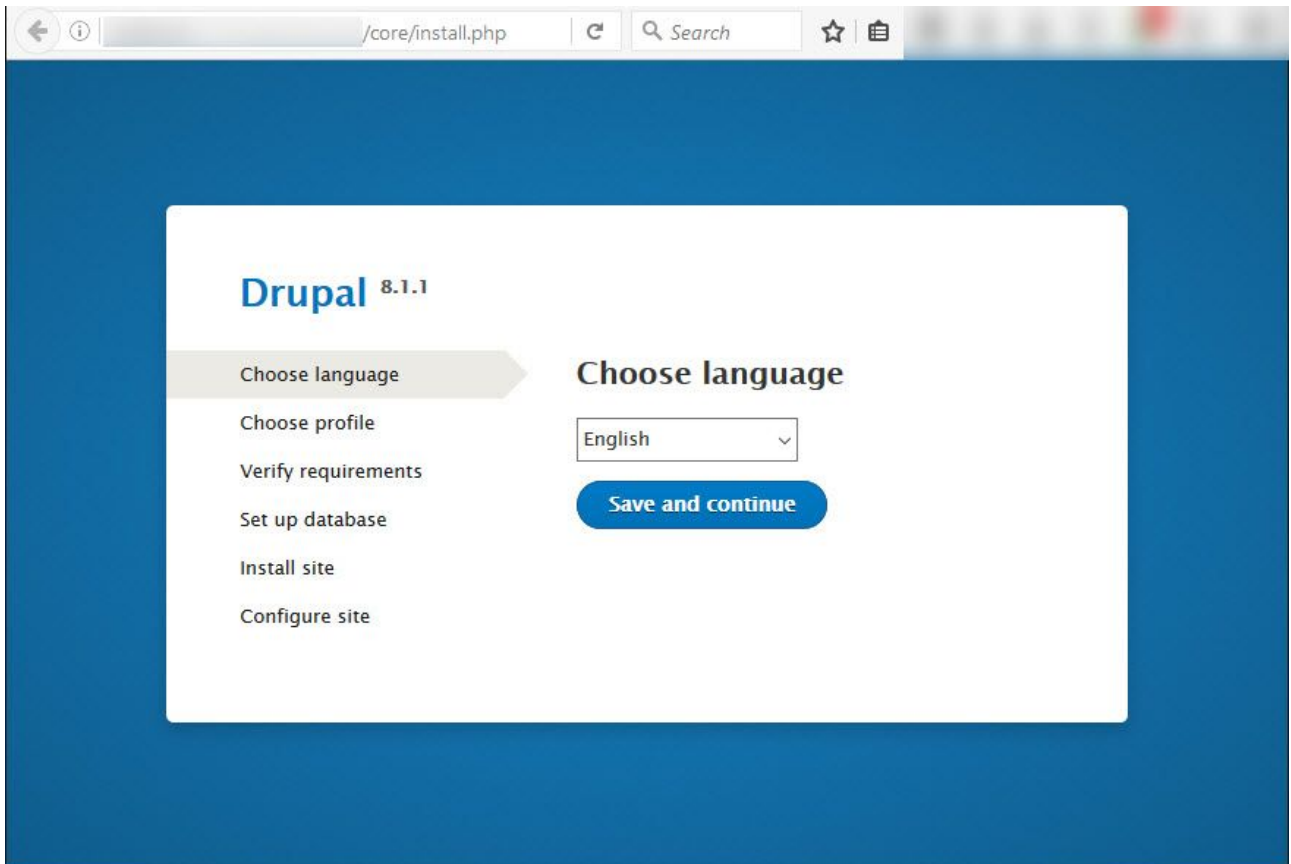 /core/install.php
Search
Drupal 8.1.1
Choose language
Choose profile
Verify requirements
Set up database
Install site
Configure site
Choose language
English
Save and continue